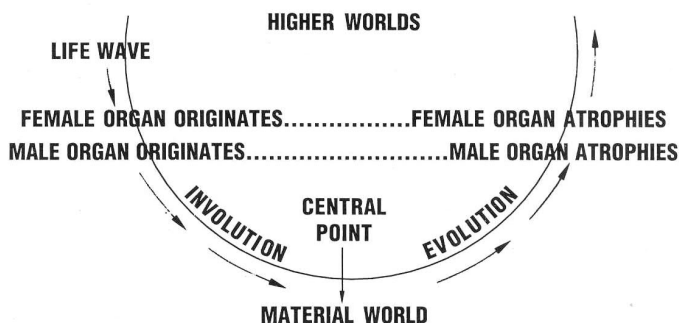 HIGHER WORLDS
LIFE WAVE
FEMALE ORGAN ORIGINATES................FEMALE ORGAN ATROPHIES
MALE ORGAN ORIGINATES..........................MALE ORGAN ATROPHIES
INVOLUTION
CENTRAL
POINT
EVOLUTION
MATERIAL WORLD